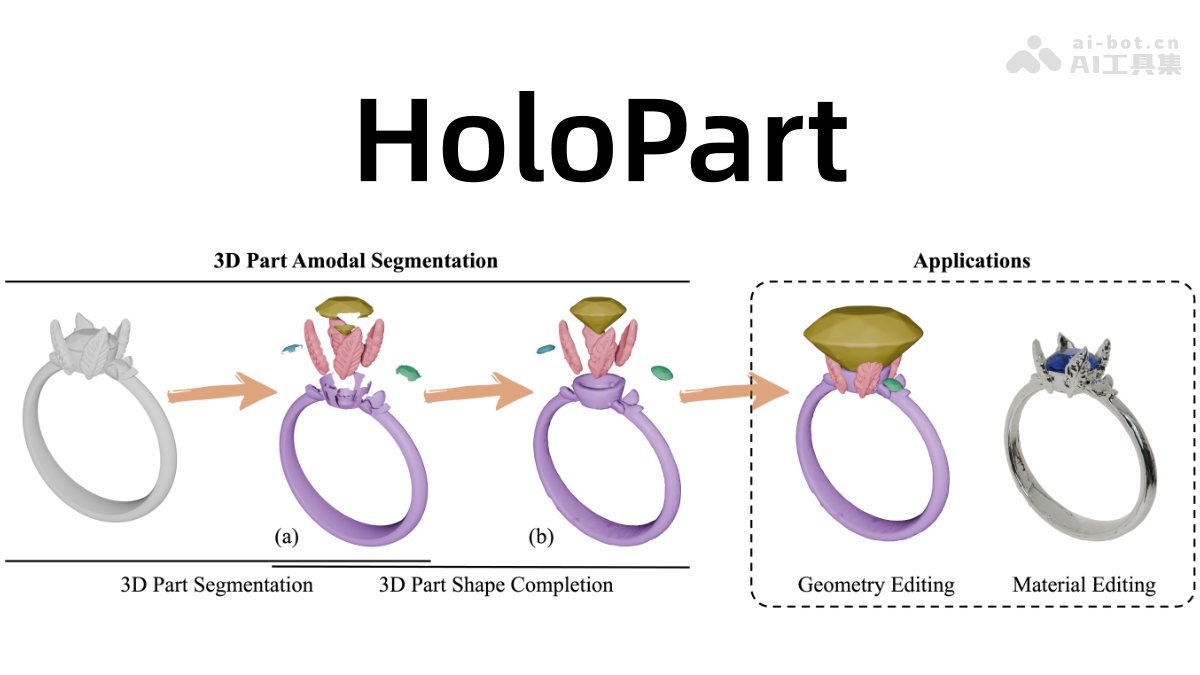 ai-bot.cn
AI工具集
HoloPart
3D Part Amodal Segmentation
Applications
(a)
(b)
3D Part Segmentation
3D Part Shape Completion
Geometry Editing
Material Editing